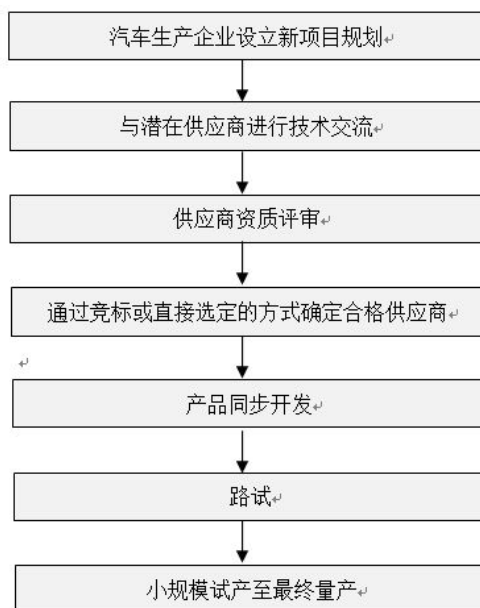 汽车生产企业设立新项目规划
与潜在供应商进行技术交流
供应商资质评审
通过竞标或直接选定的方式确定合格供应商
产品同步开发
路试
小规模试产至最终量产